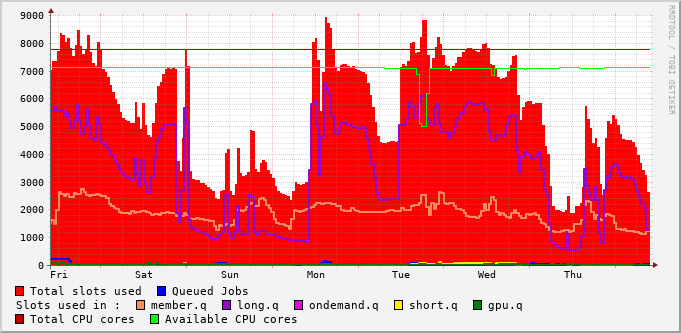 9000
8000
7000
6000
5000
4000
3000
2000
1000
0
Fri Sat Sun Mon Tue Wed Thu
RRDTOOL / TOBI OETIKER
Total slots used Queued Jobs
Slots used in : member.q long.q ondemand.q short.q gpu.q
Total CPU cores Available CPU cores